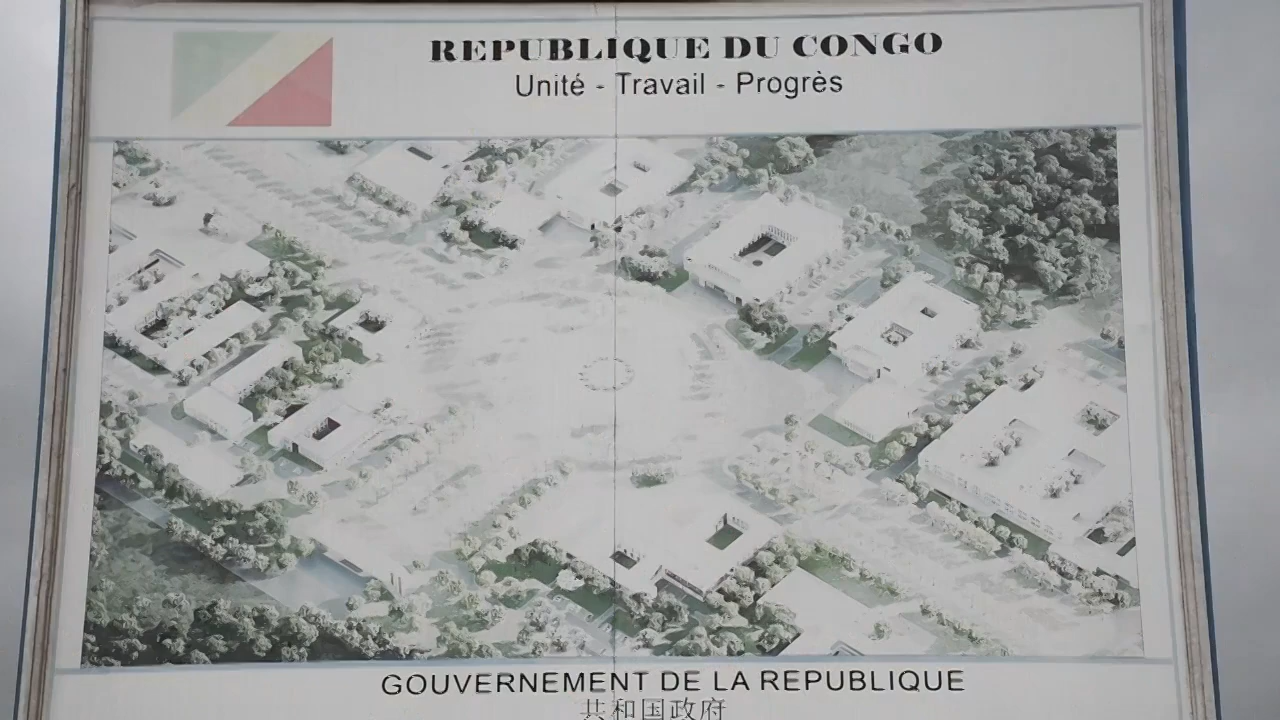 REPUBLIQUE DU CONGO
Unité - Travail - Progrès
GOUVERNEMENT DE LA REPUBLIQUE
共和国政府